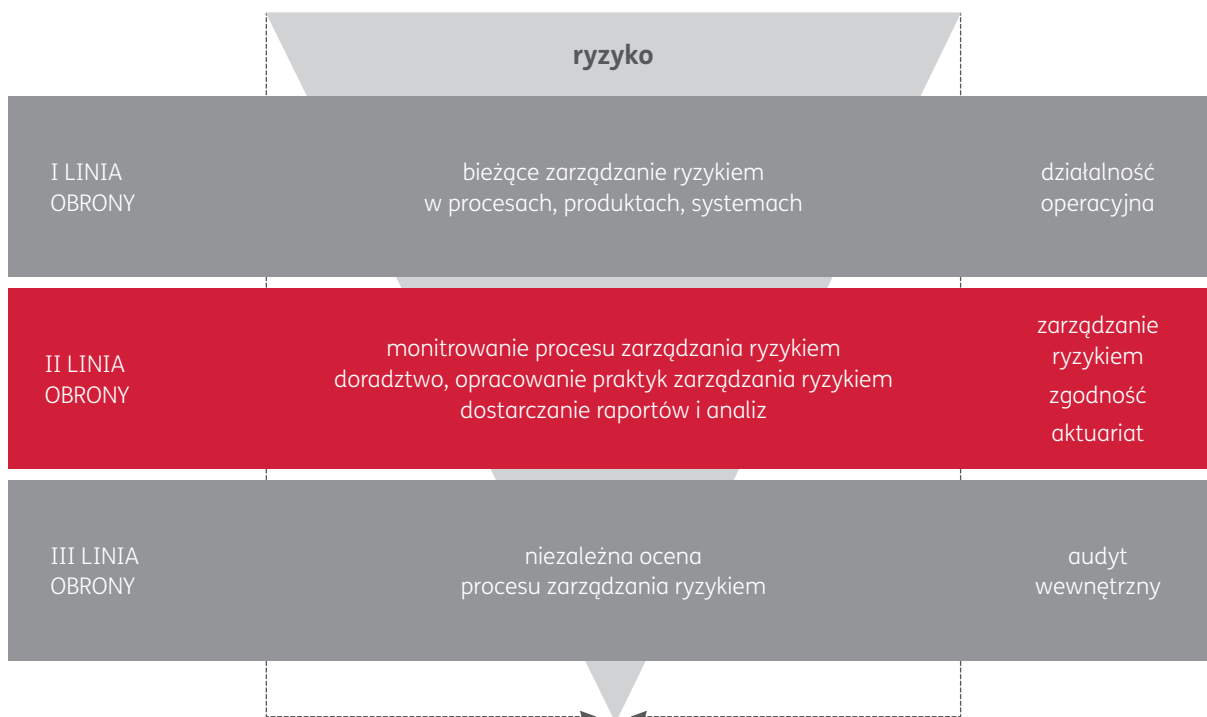 ryzyko
I LINIA
OBRONY
bieżące zarządzanie ryzykiem
w procesach, produktach, systemach
działalność
operacyjna
II LINIA
OBRONY
monitrowanie procesu zarządzania ryzykiem
doradztwo, opracowanie praktyk zarządzania ryzykiem
dostarczanie raportów i analiz
zarządzanie
ryzykiem
zgodność
aktuariat
III LINIA
OBRONY
niezależna ocena
procesu zarządzania ryzykiem
audyt
wewnętrzny